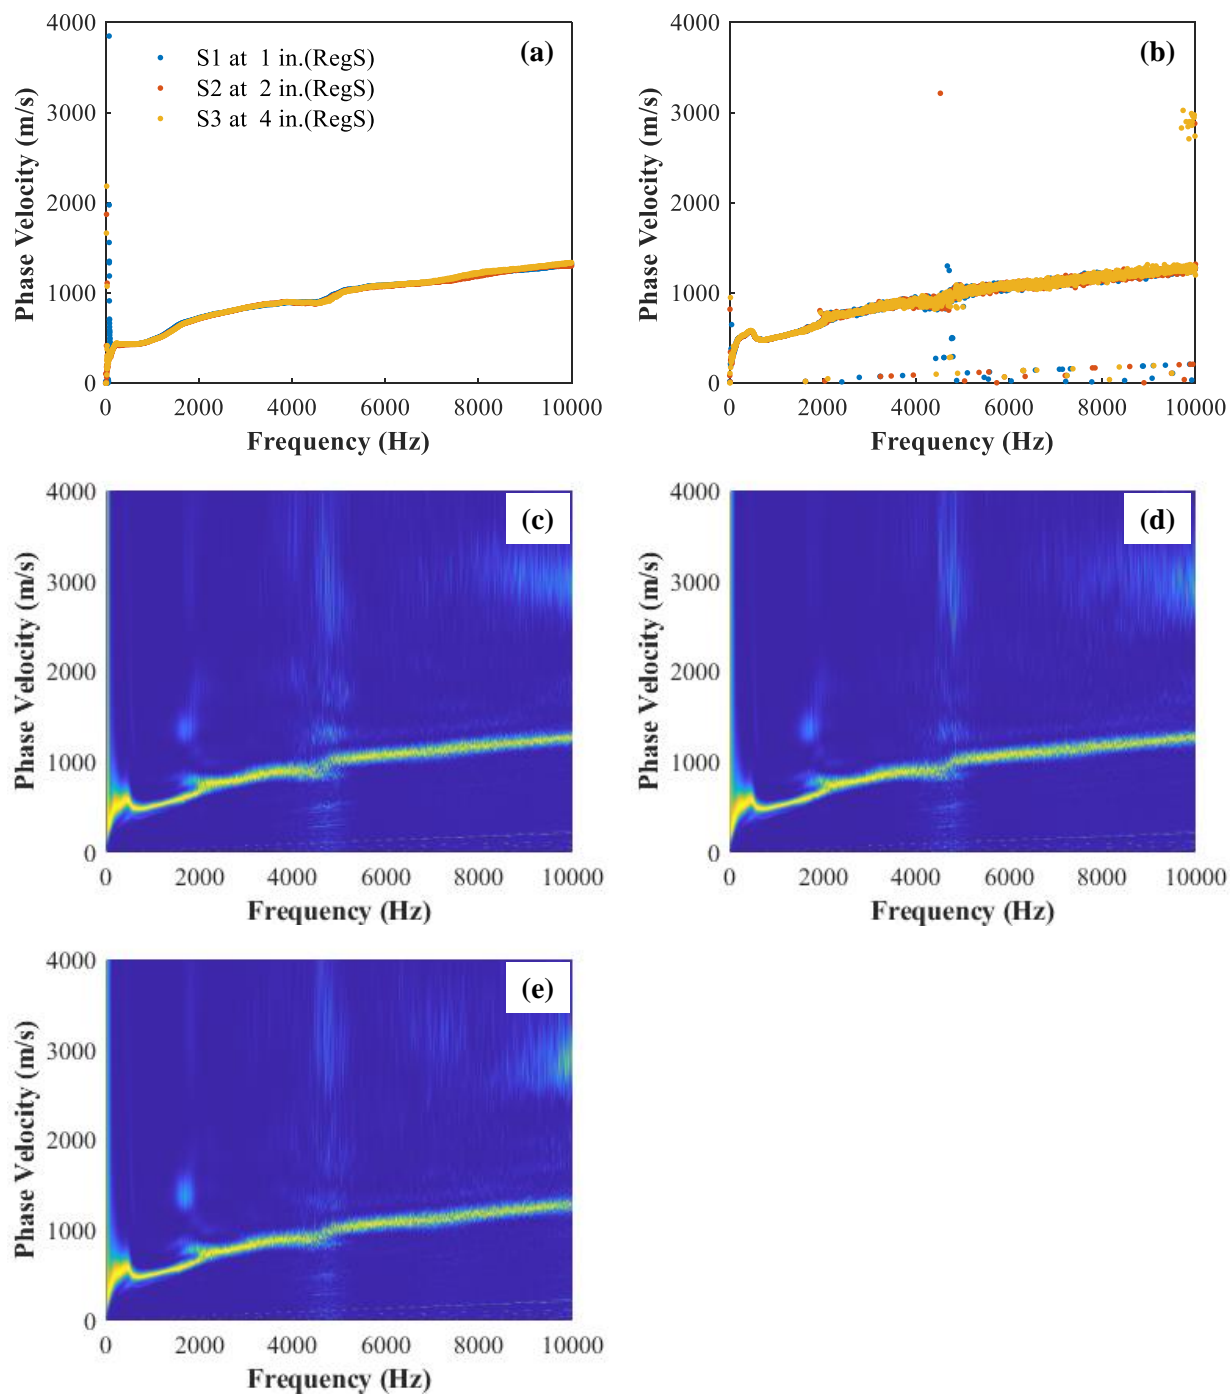 (a)
S1 at 1 in.(RegS)
S2 at 2 in.(RegS)
S3 at 4 in.(RegS)
4000
3000
2000
1000
0
Phase Velocity (m/s)
0 2000 4000 6000 8000 10000
Frequency (Hz)
(b)
4000
3000
2000
1000
0
Phase Velocity (m/s)
0 2000 4000 6000 8000 10000
Frequency (Hz)
(c)
4000
3000
2000
1000
0
Phase Velocity (m/s)
0 2000 4000 6000 8000 10000
Frequency (Hz)
(d)
4000
3000
2000
1000
0
Phase Velocity (m/s)
0 2000 4000 6000 8000 10000
Frequency (Hz)
(e)
4000
3000
2000
1000
0
Phase Velocity (m/s)
0 2000 4000 6000 8000 10000
Frequency (Hz)